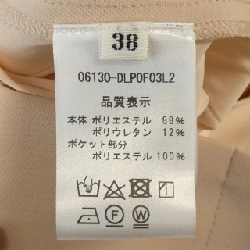 38
06130-DLPOF03L2
品質表示
本体 ポリエステル 88%
ポリウレタン 12%
ポケット部分
ポリエステル 100%